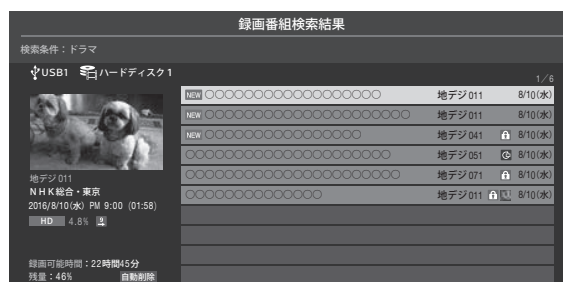 録画番組検索結果
検索条件：ドラマ
USB1 ハードディスク1
1／6
NEW ○○○○○○○○○○○○○○○○○○ 地デジ011 8/10(水)
NEW ○○○○○○○○○○○○○○○○○○○○○ 地デジ011 8/10(水)
NEW ○○○○○○○○○○○○○○○○ 地デジ041 8/10(水)
○○○○○○○○○○○○○○○○○○○○○ 地デジ051 8/10(水)
○○○○○○○○○○○○○○○○○○○○○○ 地デジ071 8/10(水)
○○○○○○○○○○○○○○ 地デジ011 8/10(水)
地デジ011
ＮＨＫ総合・東京
2016/8/10(水) PM 9:00 (01:58)
HD 4.8%
録画可能時間：22時間45分
残量：46% 自動削除